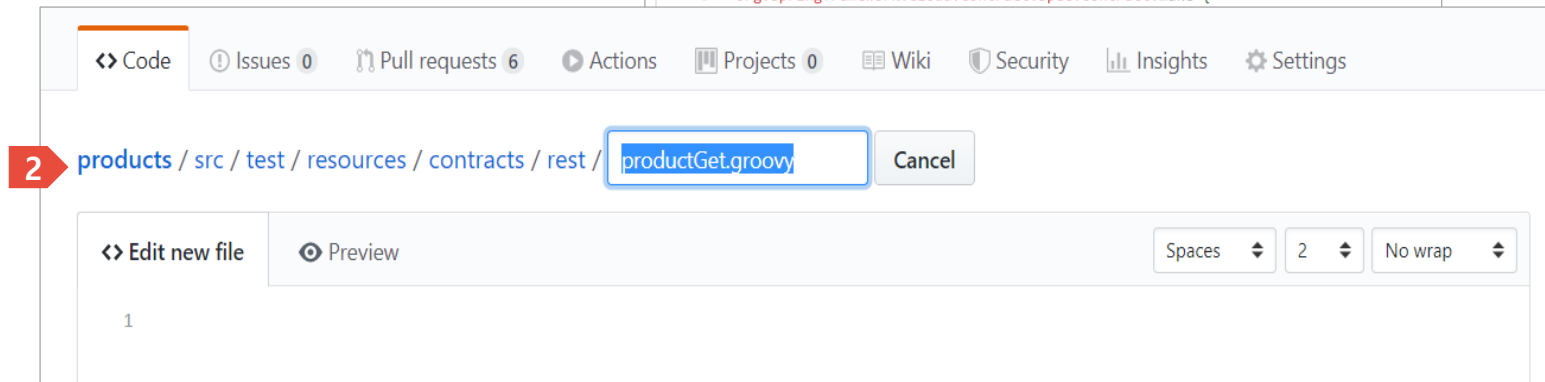 Code Issues 0 Pull requests 6 Actions Projects 0 Wiki Security Insights Settings
2 products / src / test / resources / contracts / rest / productGet.groovy Cancel
Edit new file Preview Spaces 2 No wrap
1